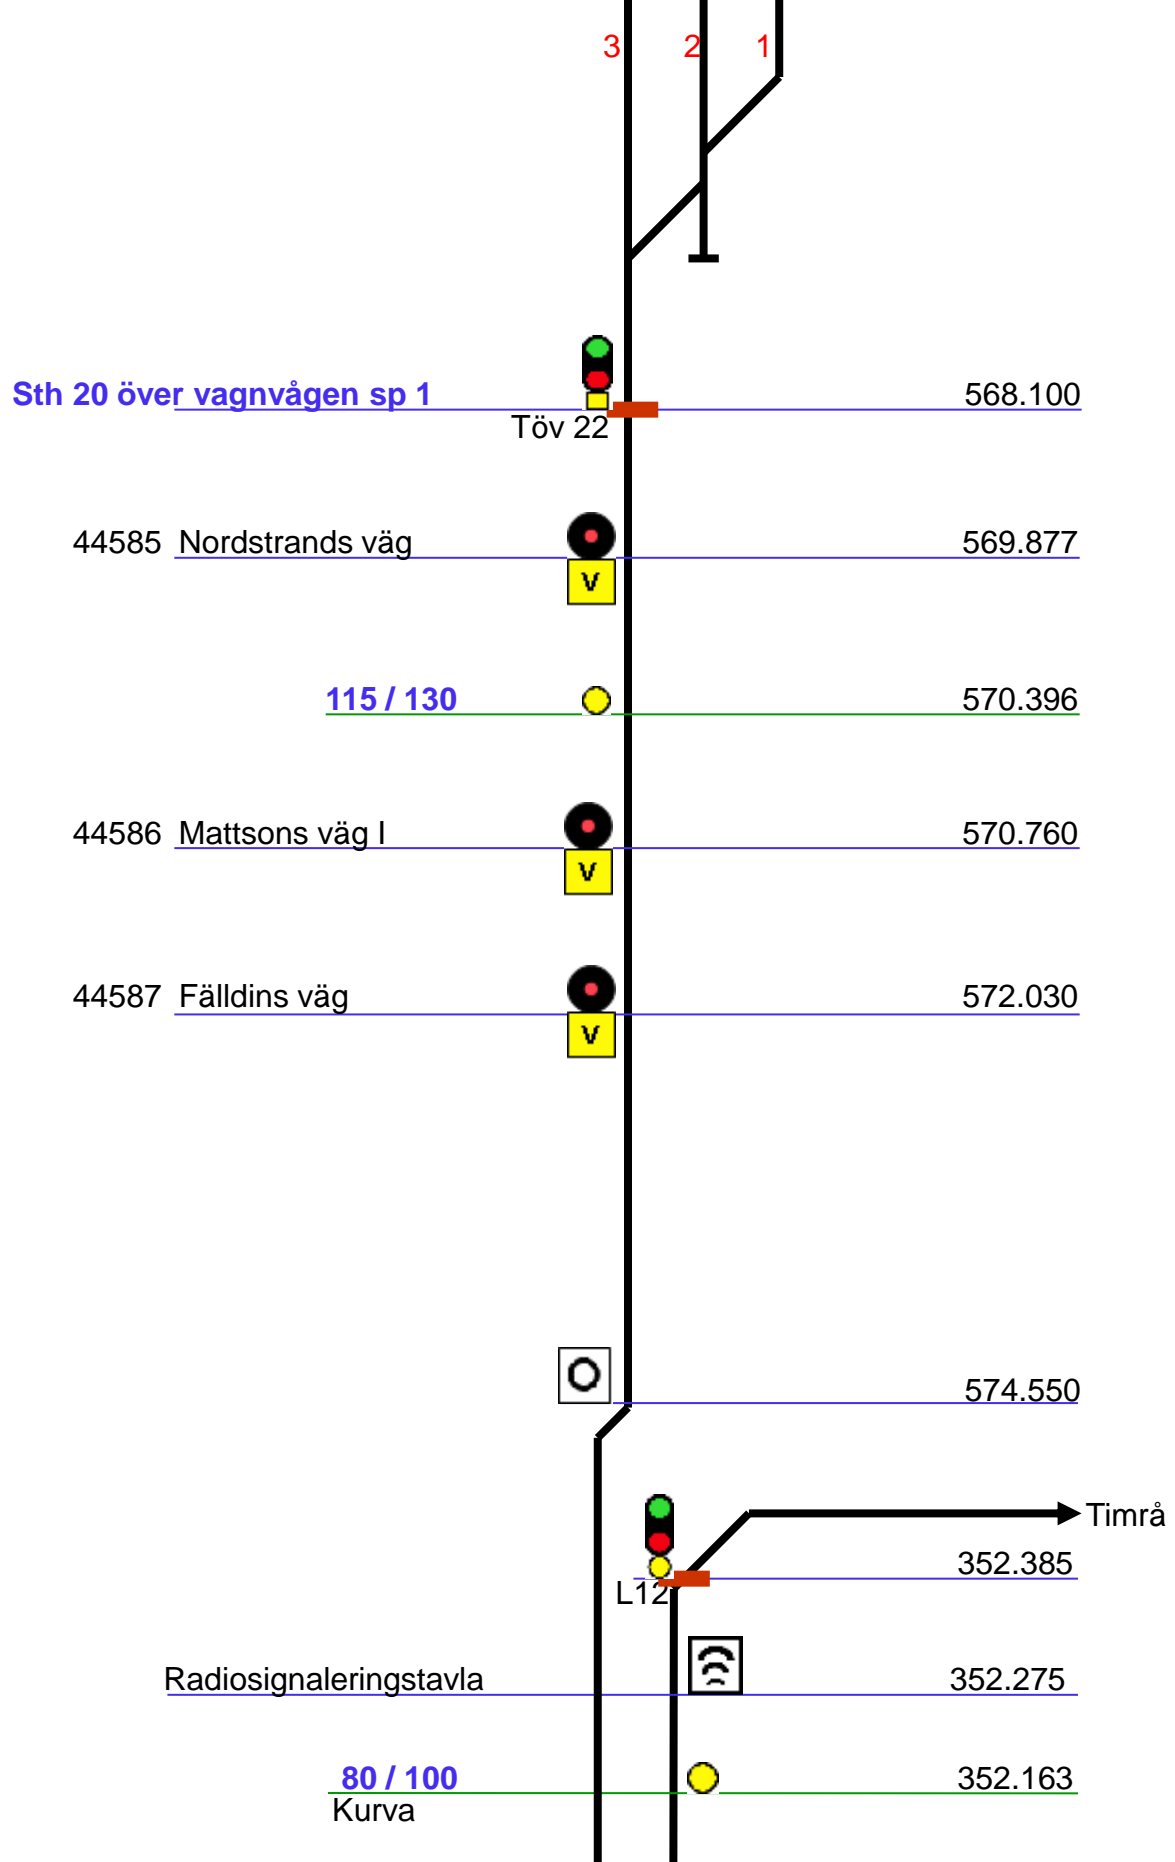 3 2 1
Sth 20 över vagnvågen sp 1 568.100
Töv 22
44585 Nordstrands väg 569.877
V
115 / 130 570.396
44586 Mattsons väg I 570.760
V
44587 Fälldins väg 572.030
V
574.550
Timrå
352.385
L12
Radiosignaleringstavla 352.275
80 / 100 352.163
Kurva